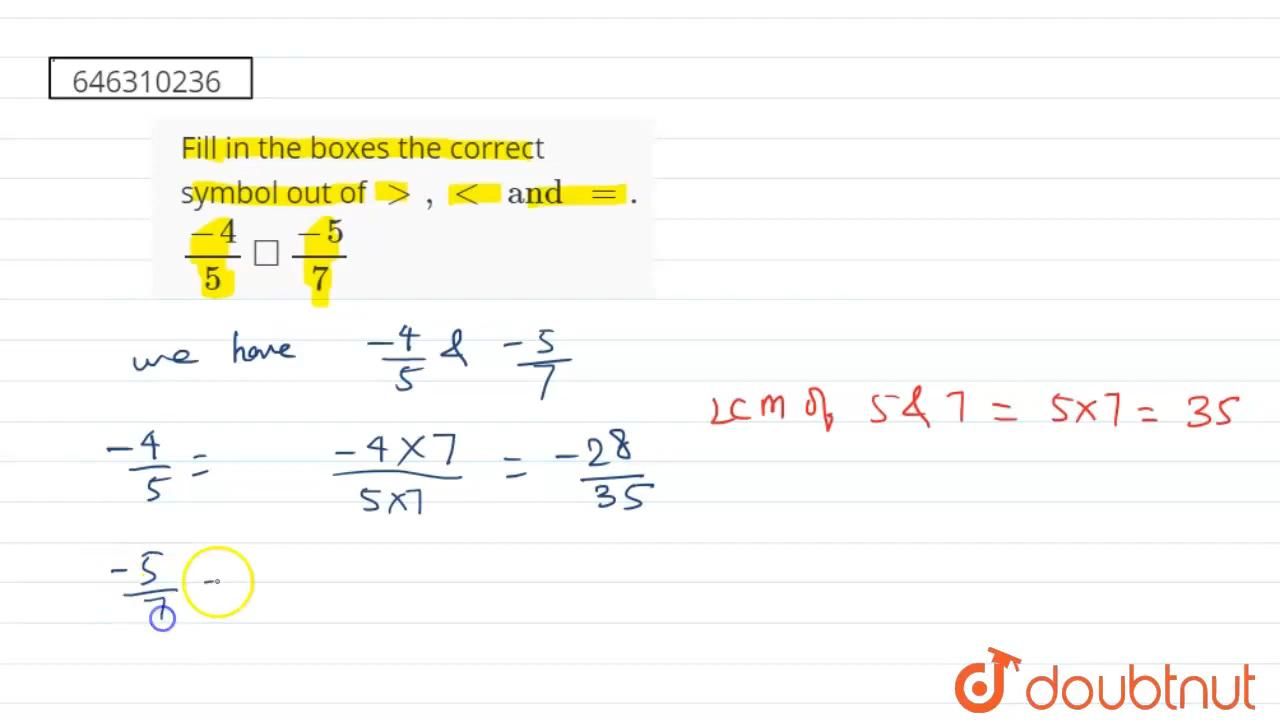 646310236
Fill in the boxes the correct
symbol out of > , < and = .
-4/5 □ -5/7
we have -4/5 & -5/7
LCM of 5 & 7 = 5×7 = 35
-4/5 = -4×7/5×7 = -28/35
-5/7 -
doubtnut